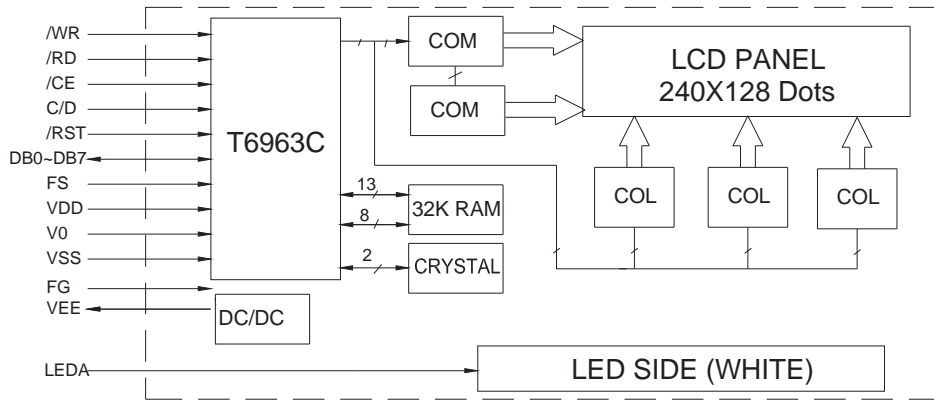 /WR
/RD
/CE
C/D
/RST
DB0~DB7
FS
VDD
V0
VSS
FG
VEE
LEDA
T6963C
DC/DC
COM
COM
LCD PANEL
240X128 Dots
COL
COL
COL
13
8
32K RAM
2
CRYSTAL
LED SIDE (WHITE)